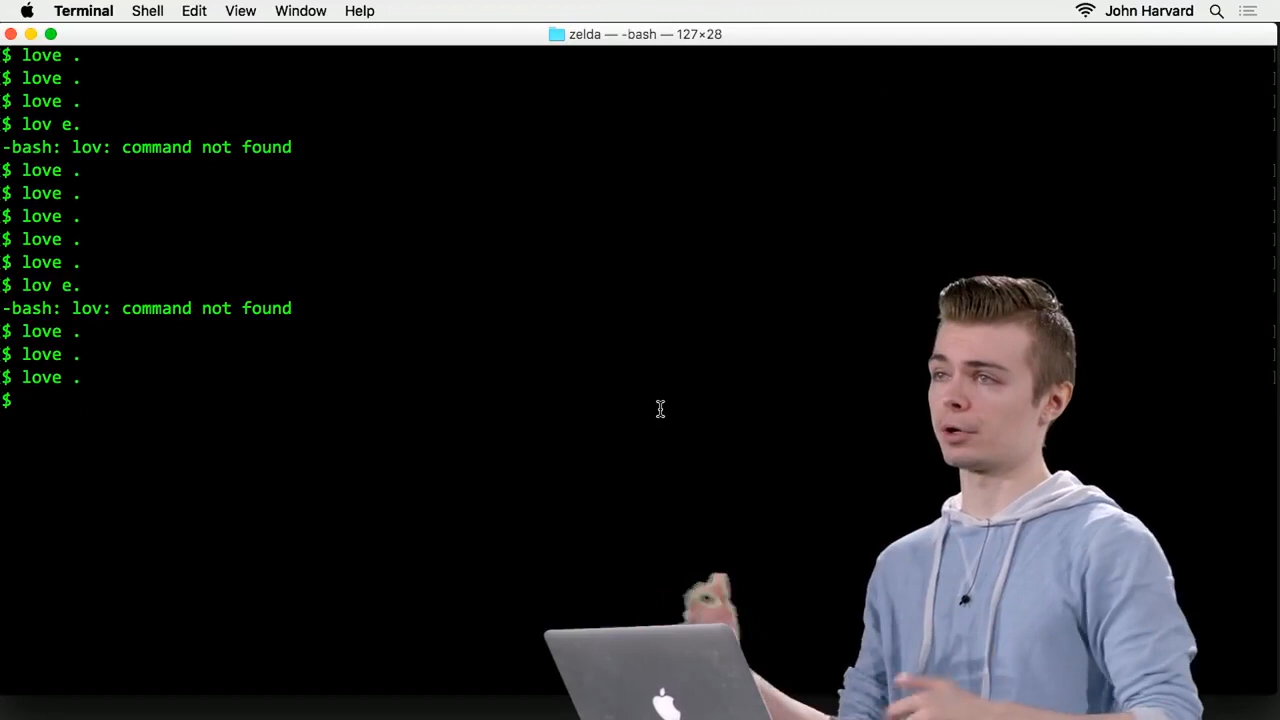 Terminal Shell Edit View Window Help John Harvard
zelda — -bash — 127×28
$ love .
$ love .
$ love .
$ lov e.
-bash: lov: command not found
$ love .
$ love .
$ love .
$ love .
$ love .
$ lov e.
-bash: lov: command not found
$ love .
$ love .
$ love .
$